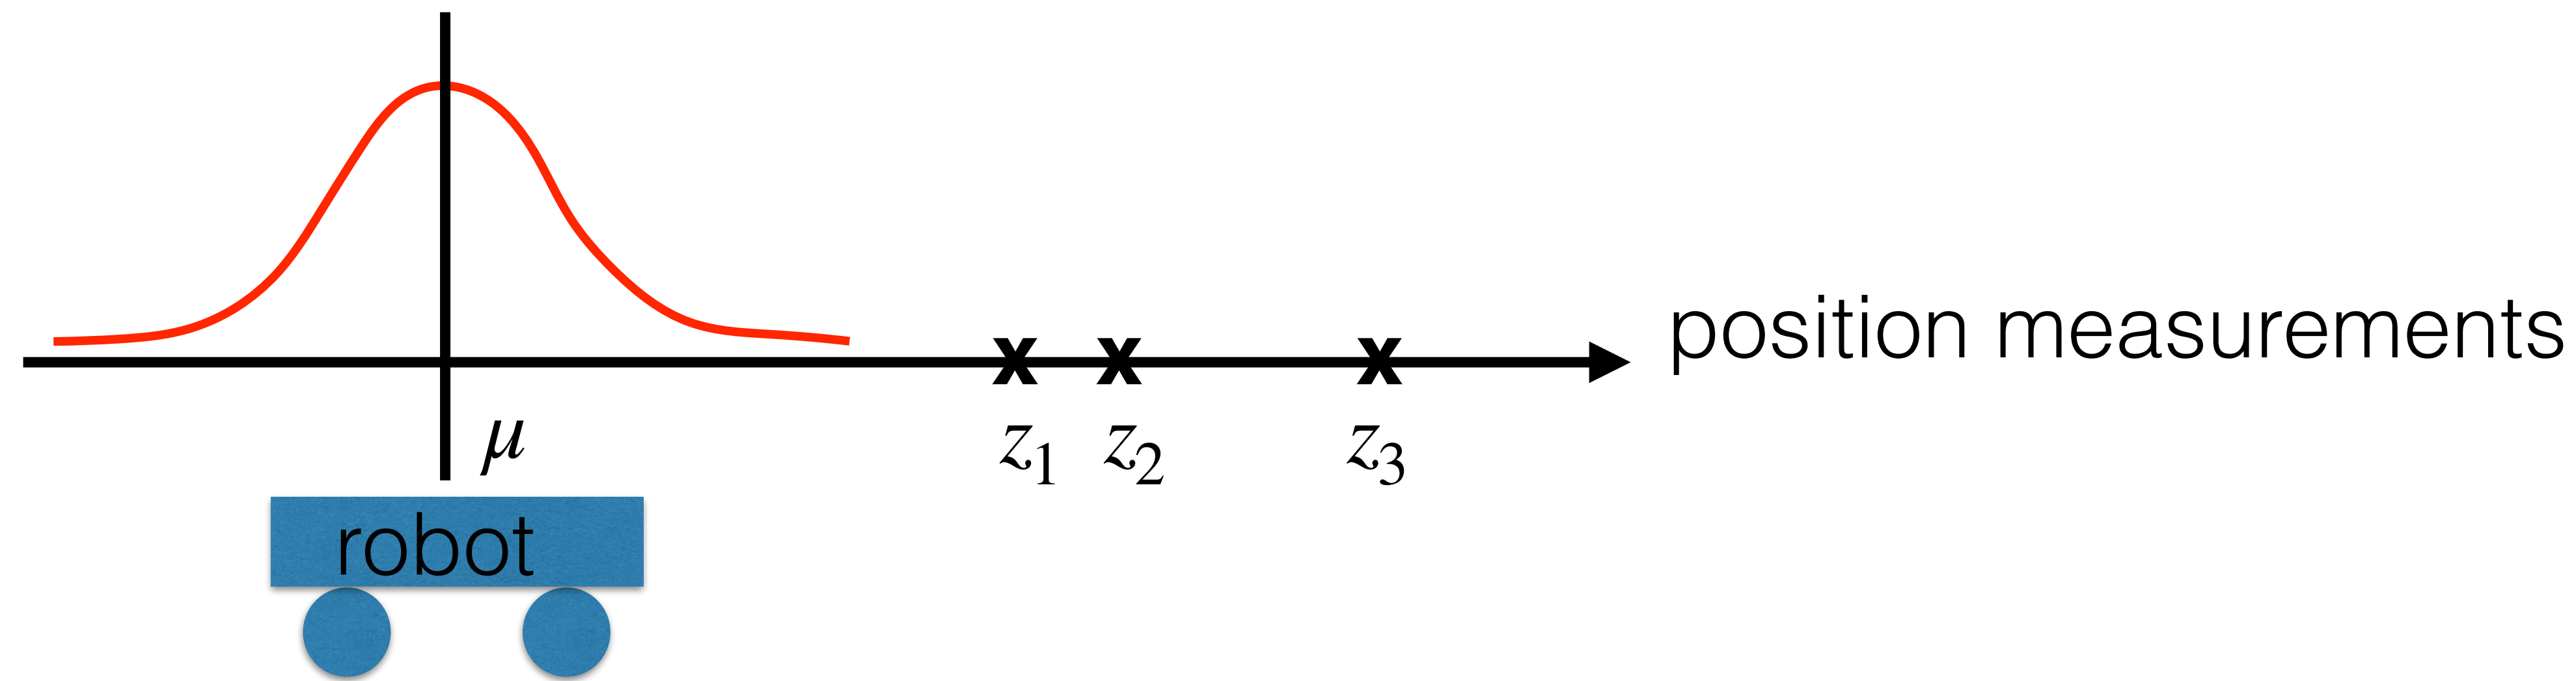 position measurements
μ
z₁ z₂ z₃
robot